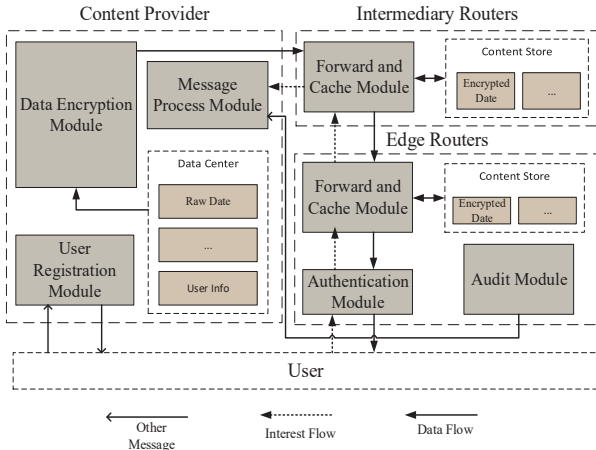 Content Provider
Intermediary Routers
Data Encryption
Module
Message
Process Module
Forward and
Cache Module
Content Store
Encrypted
Date
...
Edge Routers
Data Center
Raw Date
...
User Info
Forward and
Cache Module
Content Store
Encrypted
Date
...
User
Registration
Module
Authentication
Module
Audit Module
User
Other
Message
Interest Flow
Data Flow